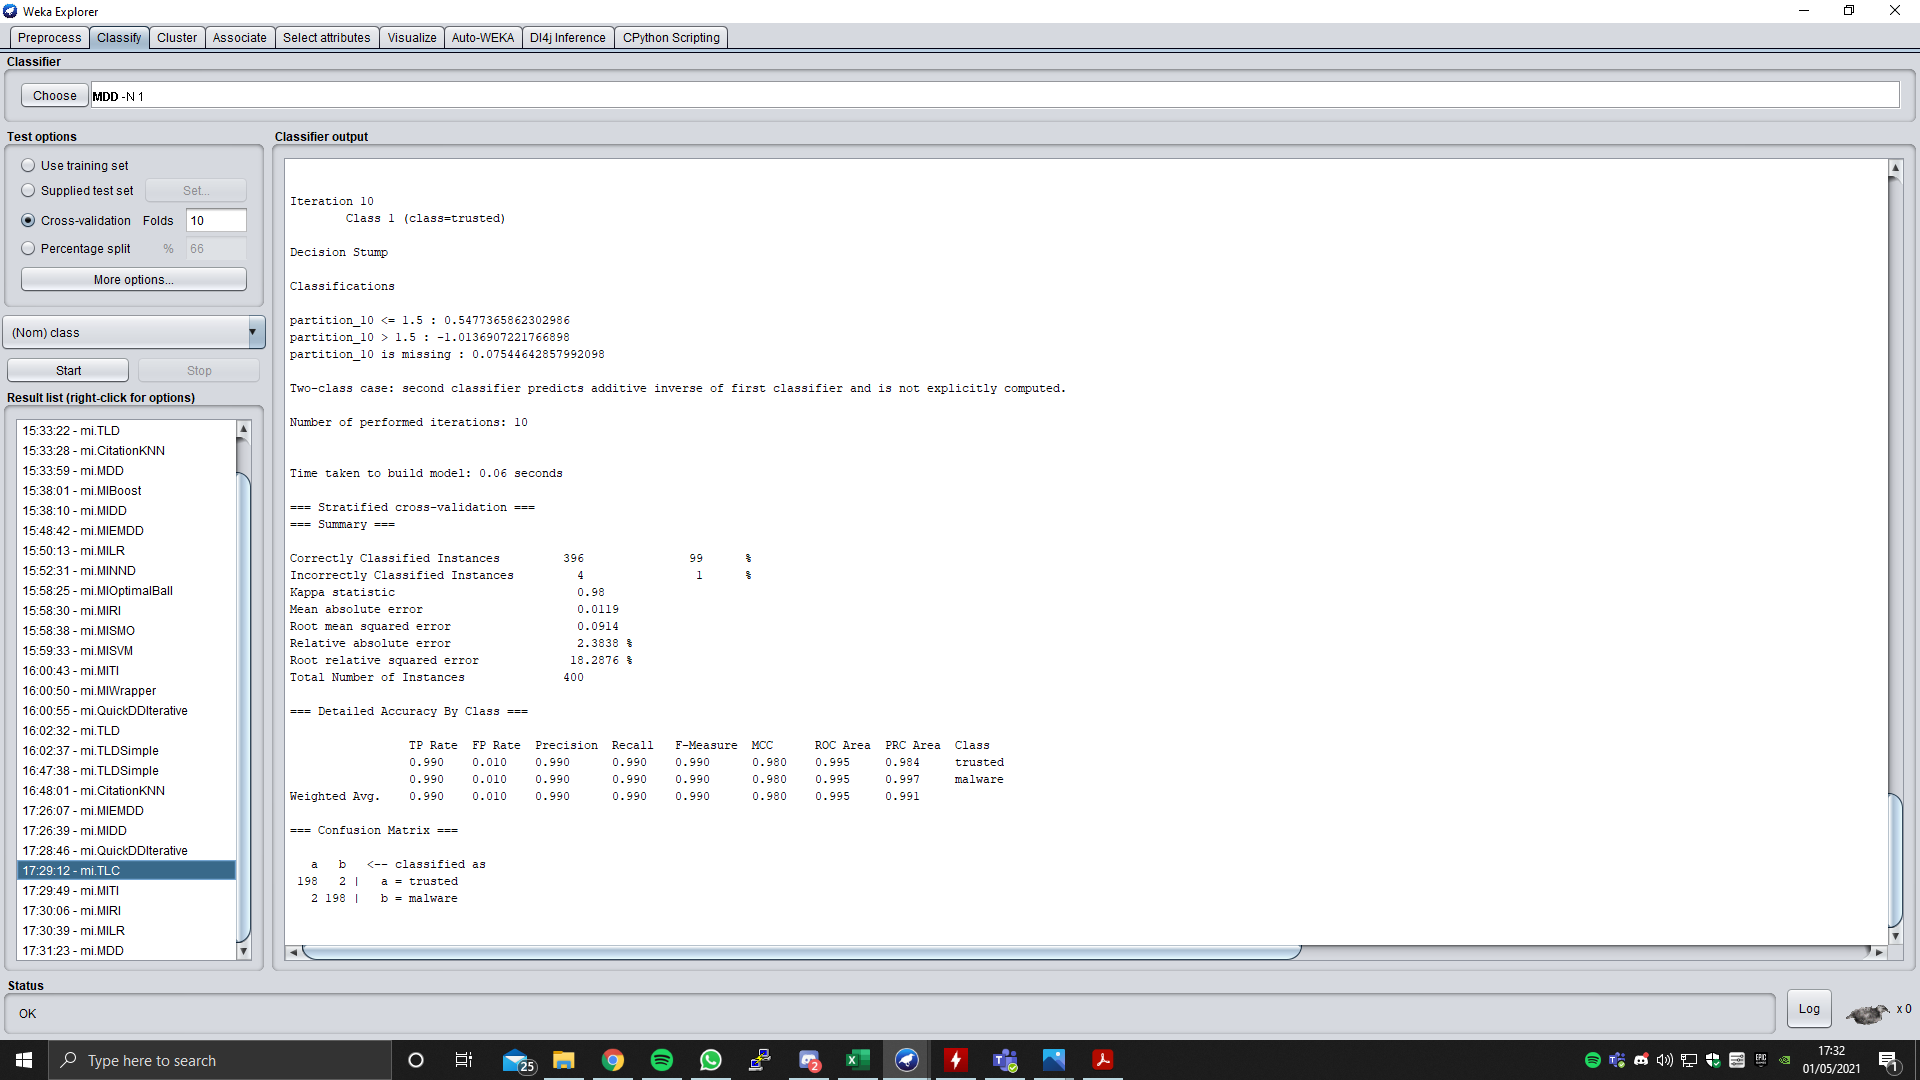 Weka Explorer
Preprocess Classify Cluster Associate Select attributes Visualize Auto-WEKA Dl4j Inference CPython Scripting
Classifier
Choose MDD -N 1
Test options
Use training set
Supplied test set Set...
Cross-validation Folds 10
Percentage split % 66
More options...
(Nom) class
Start Stop
Result list (right-click for options)
15:33:22 - mi.TLD
15:33:28 - mi.CitationKNN
15:33:59 - mi.MDD
15:38:01 - mi.MIBoost
15:38:10 - mi.MIDD
15:48:42 - mi.MIEMDD
15:50:13 - mi.MILR
15:52:31 - mi.MINND
15:58:25 - mi.MIOptimalBall
15:58:30 - mi.MIRI
15:58:38 - mi.MISMO
15:59:33 - mi.MISVM
16:00:43 - mi.MITI
16:00:50 - mi.MIWrapper
16:00:55 - mi.QuickDDIterative
16:02:32 - mi.TLD
16:02:37 - mi.TLDSimple
16:47:38 - mi.TLDSimple
16:48:01 - mi.CitationKNN
17:26:07 - mi.MIEMDD
17:26:39 - mi.MIDD
17:28:46 - mi.QuickDDIterative
17:29:12 - mi.TLC
17:29:49 - mi.MITI
17:30:06 - mi.MIRI
17:30:39 - mi.MILR
17:31:23 - mi.MDD
Classifier output
Iteration 10
Class 1 (class=trusted)
Decision Stump
Classifications
partition_10 <= 1.5 : 0.5477365862302986
partition_10 > 1.5 : -1.0136907221766898
partition_10 is missing : 0.07544642857992098
Two-class case: second classifier predicts additive inverse of first classifier and is not explicitly computed.
Number of performed iterations: 10
Time taken to build model: 0.06 seconds
=== Stratified cross-validation ===
=== Summary ===
Correctly Classified Instances 396 99 %
Incorrectly Classified Instances 4 1 %
Kappa statistic 0.98
Mean absolute error 0.0119
Root mean squared error 0.0914
Relative absolute error 2.3838 %
Root relative squared error 18.2876 %
Total Number of Instances 400
=== Detailed Accuracy By Class ===
TP Rate FP Rate Precision Recall F-Measure MCC ROC Area PRC Area Class
0.990 0.010 0.990 0.990 0.990 0.980 0.995 0.984 trusted
0.990 0.010 0.990 0.990 0.990 0.980 0.995 0.997 malware
Weighted Avg. 0.990 0.010 0.990 0.990 0.990 0.980 0.995 0.991
=== Confusion Matrix ===
a b <-- classified as
198 2 | a = trusted
2 198 | b = malware
Status
OK
Log x 0
Type here to search
25
2
17:32
01/05/2021
1